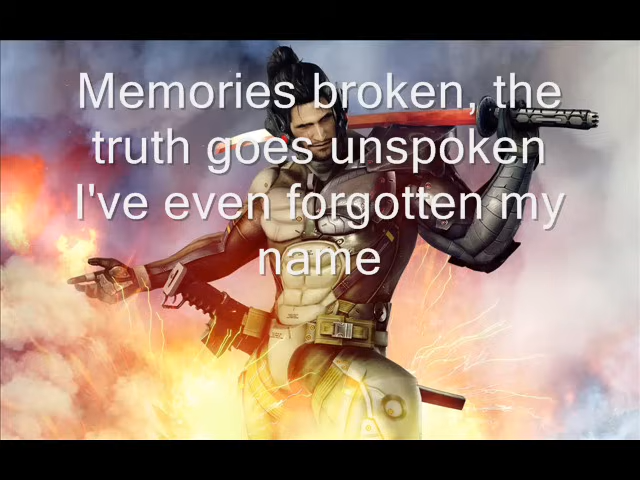 Memories broken, the
truth goes unspoken
I've even forgotten my
name